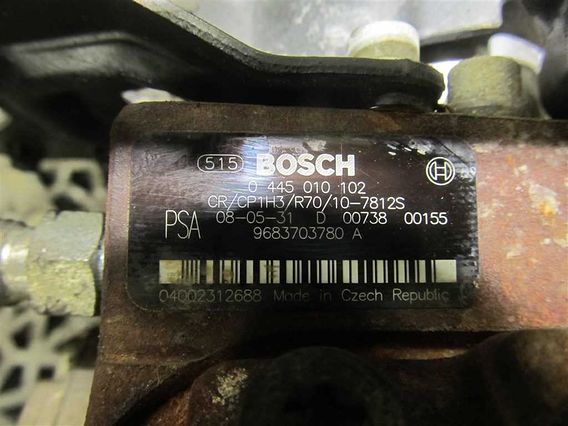 515 BOSCH
0 445 010 102
CR/CP1H3/R70/10-7812S
PSA 08-05-31 D 00738 00155
9683703780 A
04002312688 Made in Czech Republic